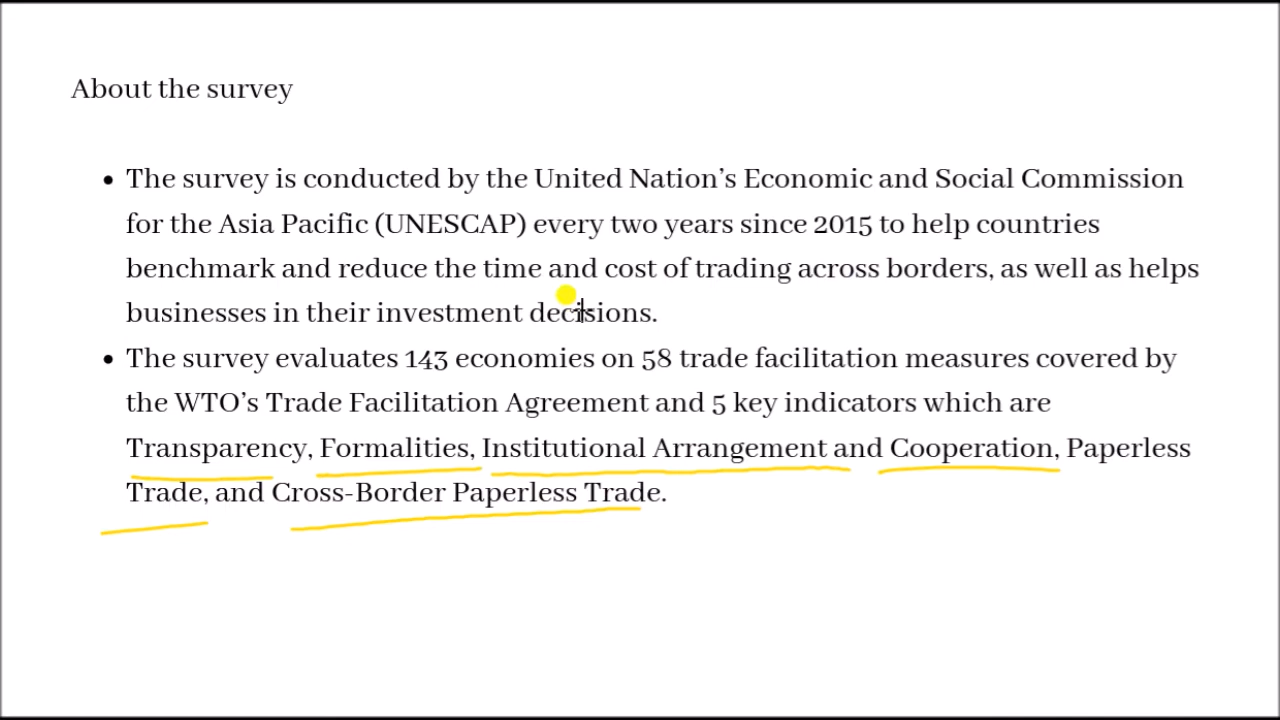 About the survey
• The survey is conducted by the United Nation's Economic and Social Commission
for the Asia Pacific (UNESCAP) every two years since 2015 to help countries
benchmark and reduce the time and cost of trading across borders, as well as helps
businesses in their investment decisions.
• The survey evaluates 143 economies on 58 trade facilitation measures covered by
the WTO's Trade Facilitation Agreement and 5 key indicators which are
Transparency, Formalities, Institutional Arrangement and Cooperation, Paperless
Trade, and Cross-Border Paperless Trade.